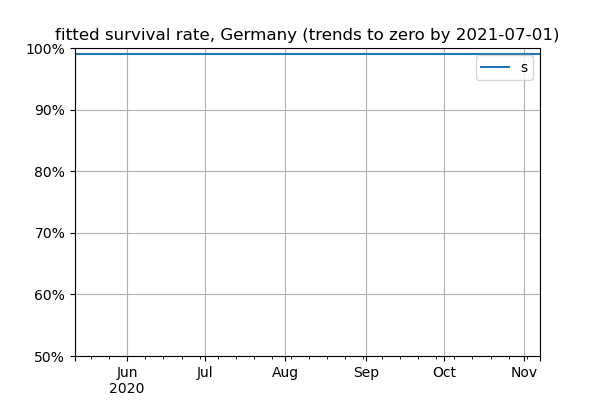 fitted survival rate, Germany (trends to zero by 2021-07-01)
100%
s
90%
80%
70%
60%
50%
Jun Jul Aug Sep Oct Nov
2020